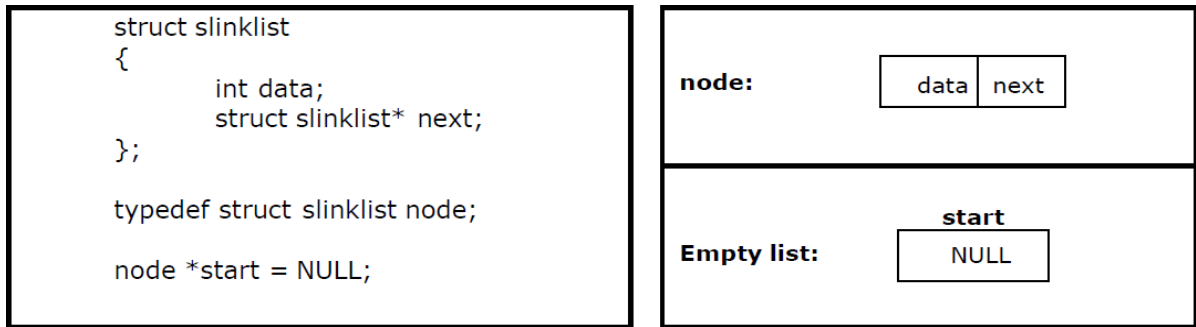 struct slinklist
{
int data;
struct slinklist* next;
};
typedef struct slinklist node;
node *start = NULL;
node:
data next
start
Empty list:
NULL